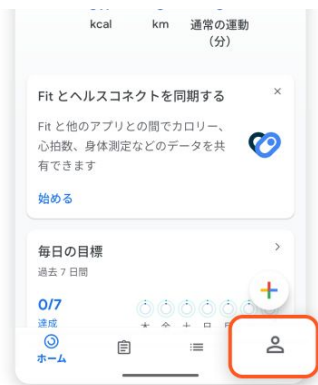 kcal km 通常の運動
（分）
Fit とヘルスコネクトを同期する
Fit と他のアプリとの間でカロリー、
心拍数、身体測定などのデータを共
有できます
始める
毎日の目標
過去 7 日間
0/7
達成
木 金 土 日
ホーム